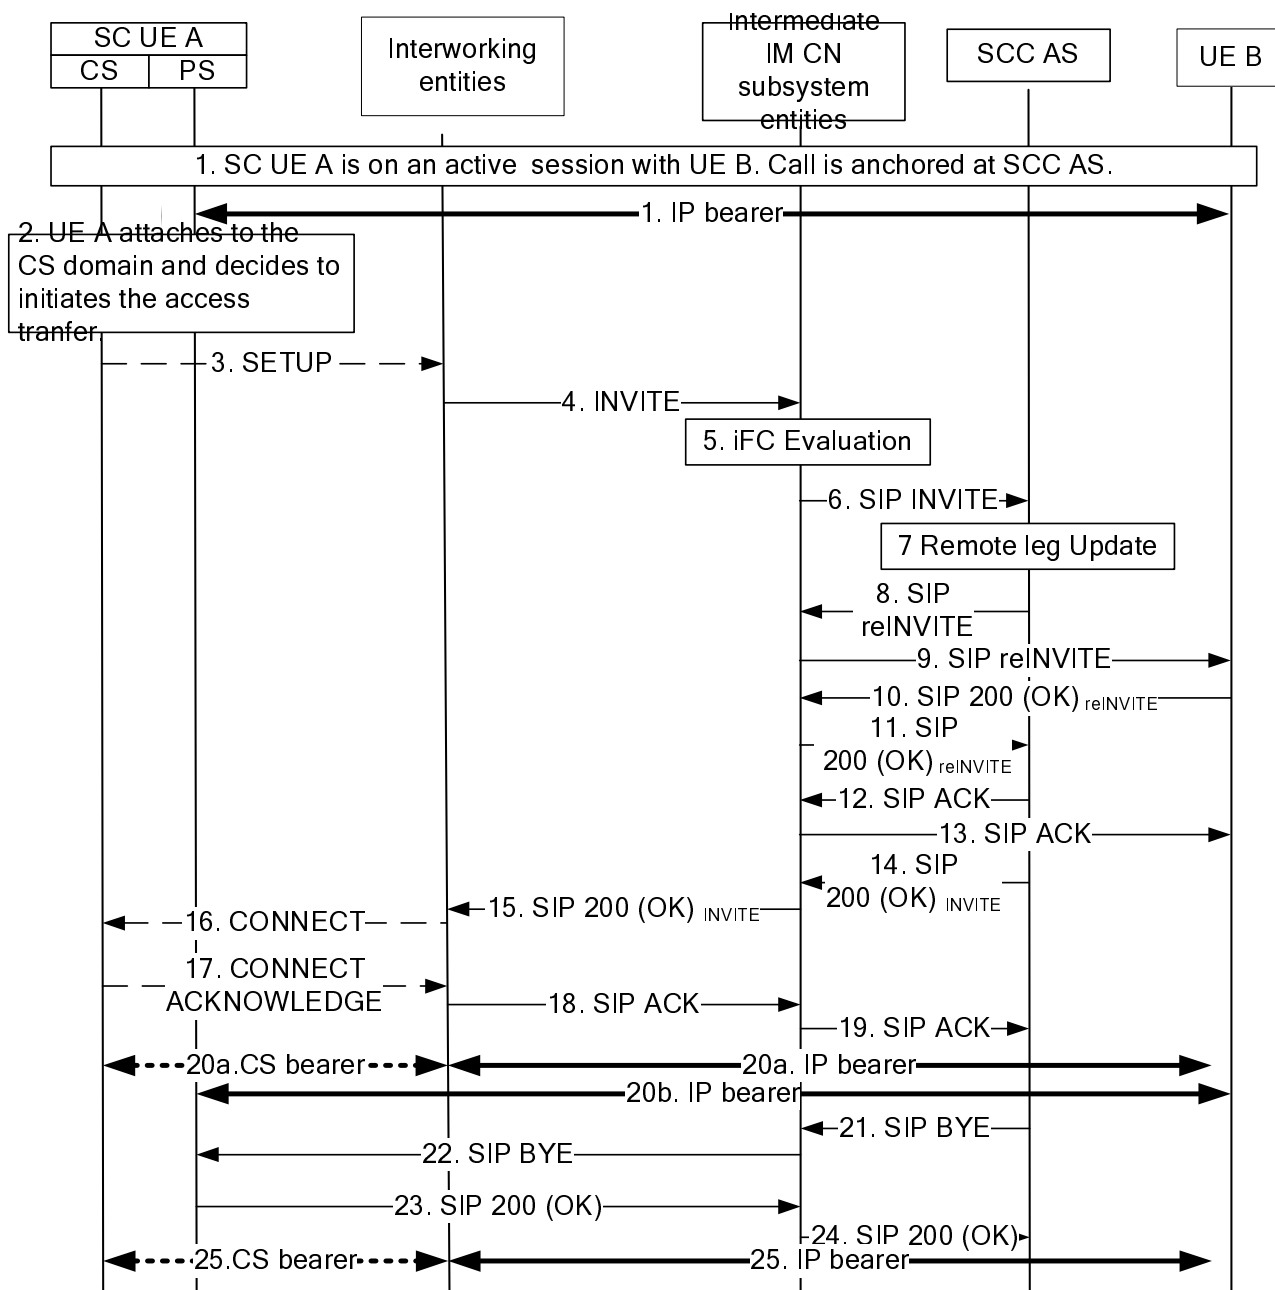 SC UE A
CS
PS
Interworking
entities
Intermediate
IM CN
subsystem
entities
SCC AS
UE B
1. SC UE A is on an active session with UE B. Call is anchored at SCC AS.
1. IP bearer
2. UE A attaches to the
CS domain and decides to
initiates the access
tranfer.
3. SETUP
4. INVITE
5. iFC Evaluation
6. SIP INVITE
7 Remote leg Update
8. SIP
reINVITE
9. SIP reINVITE
10. SIP 200 (OK) reINVITE
11. SIP
200 (OK) reINVITE
12. SIP ACK
13. SIP ACK
14. SIP
200 (OK) INVITE
15. SIP 200 (OK) INVITE
16. CONNECT
17. CONNECT
ACKNOWLEDGE
18. SIP ACK
19. SIP ACK
20a.CS bearer
20a. IP bearer
20b. IP bearer
21. SIP BYE
22. SIP BYE
23. SIP 200 (OK)
24. SIP 200 (OK)
25.CS bearer
25. IP bearer